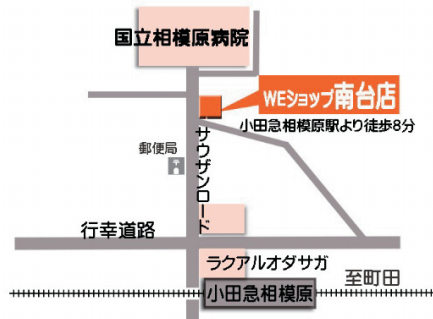 国立相模原病院
WEショップ南台店
小田急相模原駅より徒歩8分
郵便局
サウザンロード
行幸道路
ラクアルオダサガ
至町田
小田急相模原